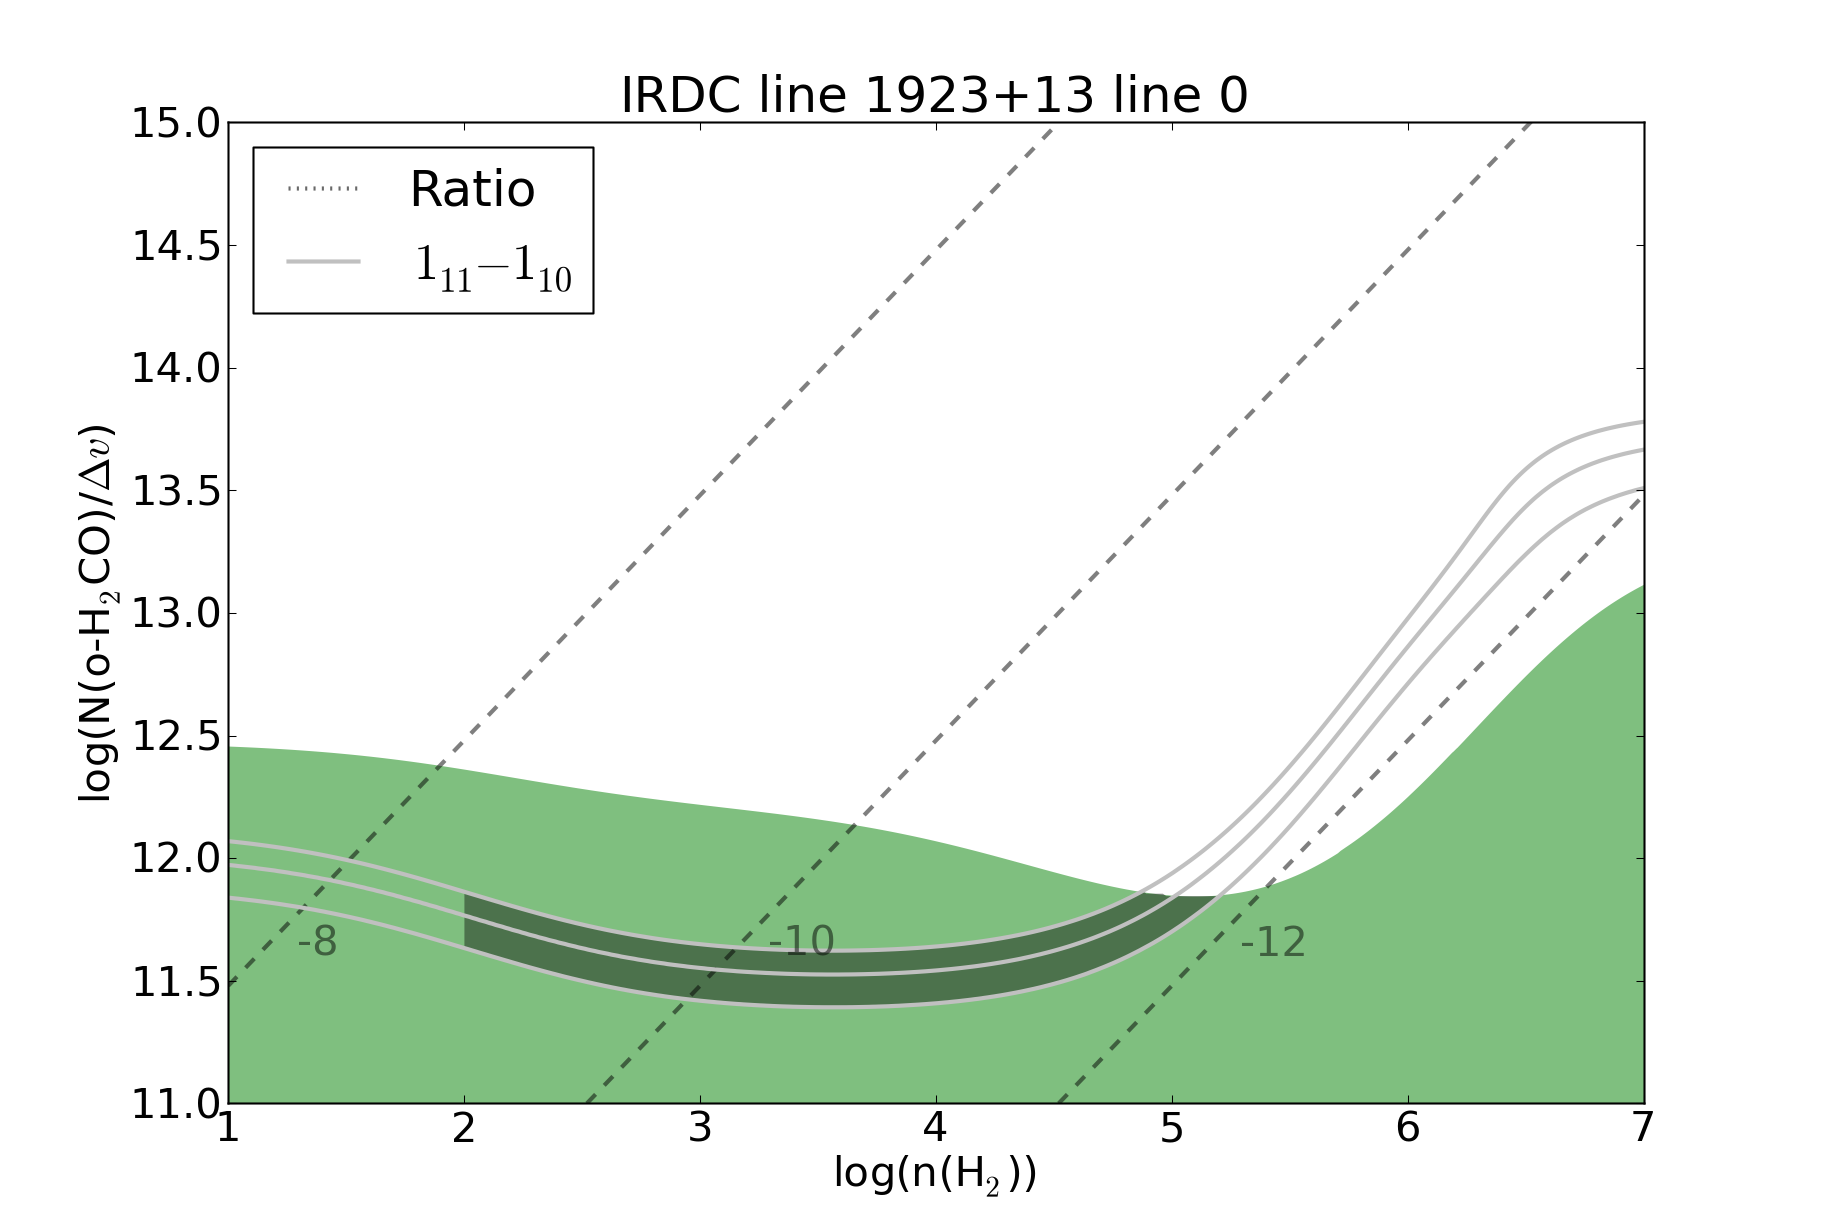 IRDC line 1923+13 line 0
Ratio
1₁₁−1₁₀
log(N(o-H₂CO)/Δv)
15.0
14.5
14.0
13.5
13.0
12.5
12.0
11.5
11.0
-8
-10
-12
1 2 3 4 5 6 7
log(n(H₂))